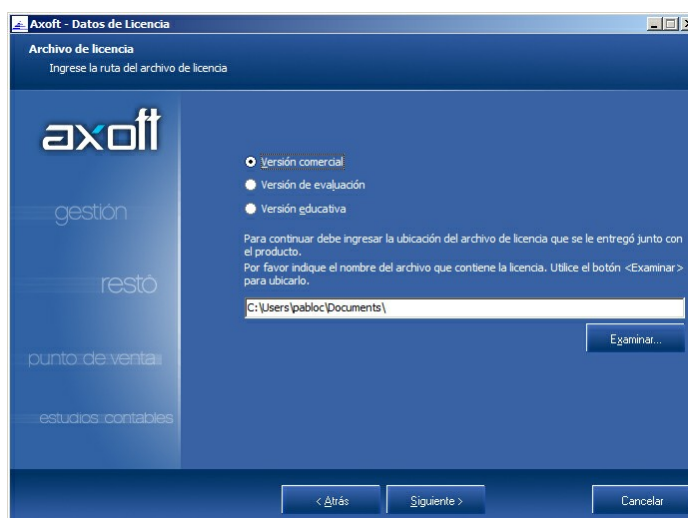 Axoft - Datos de Licencia
Archivo de licencia
Ingrese la ruta del archivo de licencia
axoft
gestión
restó
punto de venta
estudios contables
Versión comercial
Versión de evaluación
Versión educativa
Para continuar debe ingresar la ubicación del archivo de licencia que se le entregó junto con
el producto.
Por favor indique el nombre del archivo que contiene la licencia. Utilice el botón <Examinar>
para ubicarlo.
C:\Users\pabloc\Documents\
Examinar...
< Atrás
Siguiente >
Cancelar